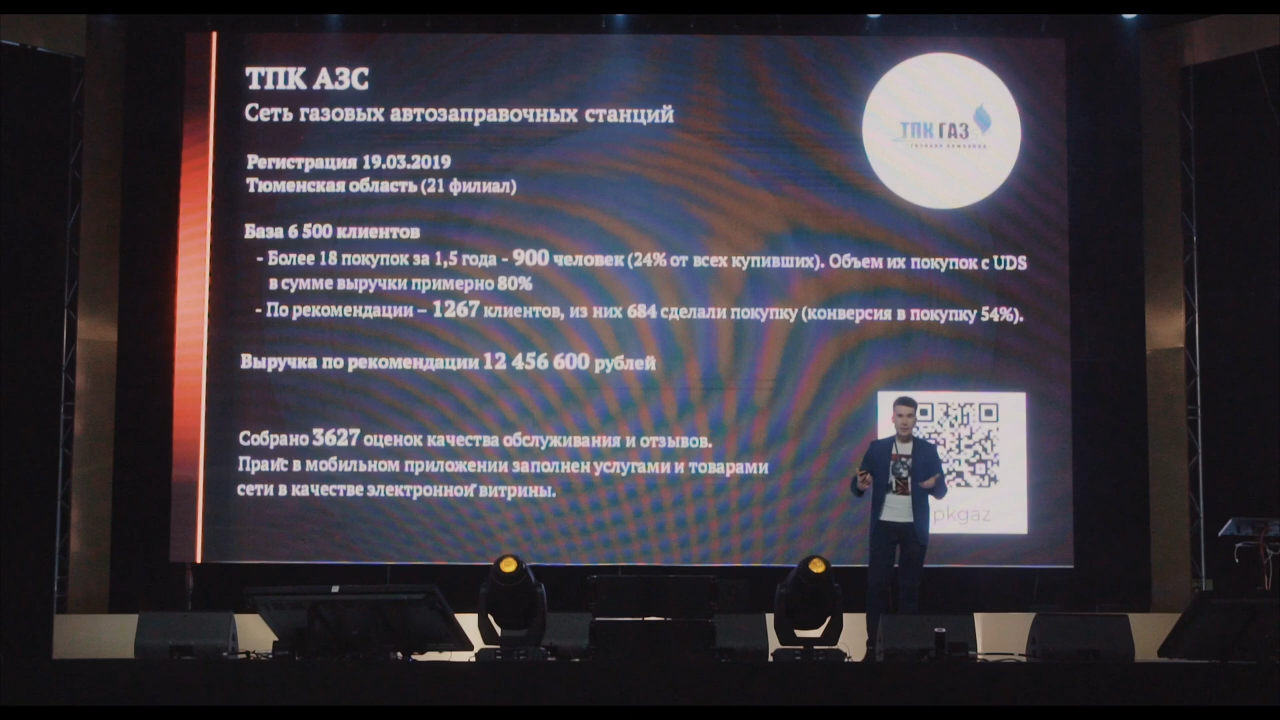 ТПК АЗС
Сеть газовых автозаправочных станций
ТПК ГАЗ
ГАЗОВАЯ КОМПАНИЯ
Регистрация 19.03.2019
Тюменская область (21 филиал)
База 6 500 клиентов
- Более 18 покупок за 1,5 года - 900 человек (24% от всех купивших). Объем их покупок с UDS
в сумме выручки примерно 80%
- По рекомендации – 1267 клиентов, из них 684 сделали покупку (конверсия в покупку 54%).
Выручка по рекомендации 12 456 600 рублей
Собрано 3627 оценок качества обслуживания и отзывов.
Прайс в мобильном приложении заполнен услугами и товарами
сети в качестве электронной витрины.
pkgaz